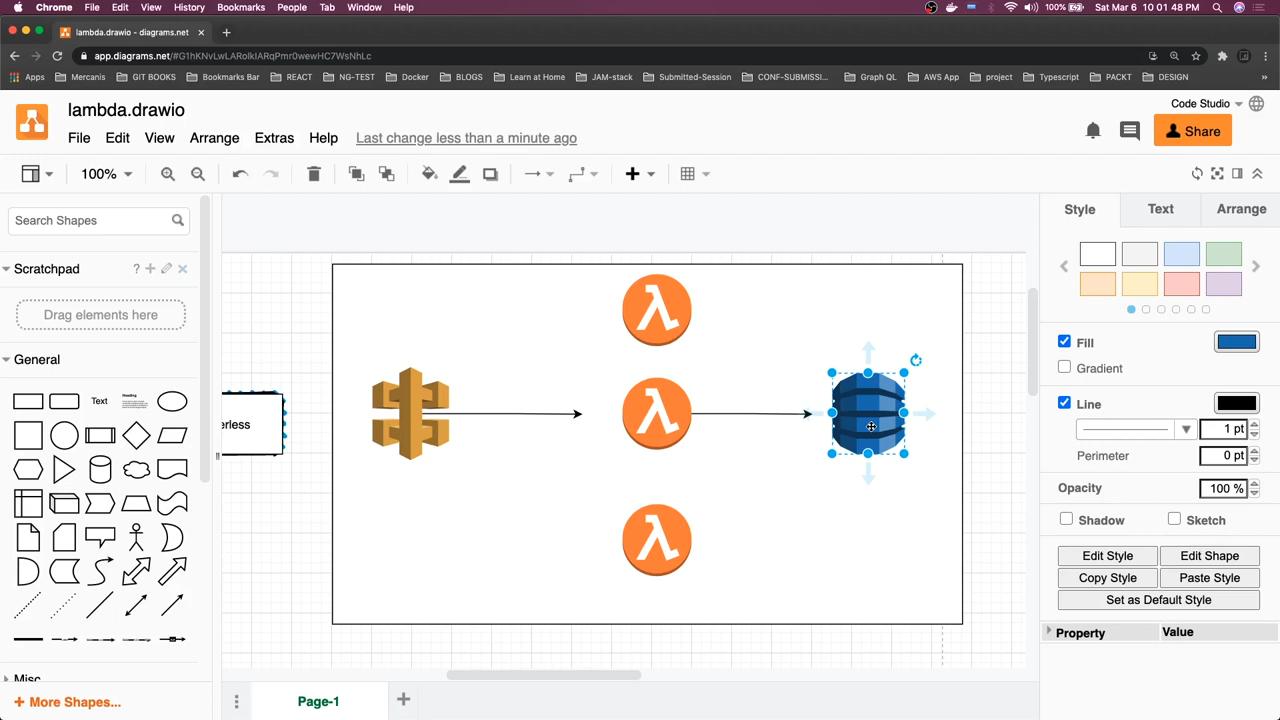 Chrome File Edit View History Bookmarks People Tab Window Help 100% Sat Mar 6 10:01:48 PM
lambda.drawio - diagrams.net
app.diagrams.net/#G1hKNvLwLARolkIARqPmr0wewHC7WsNhLc
Apps Mercanis GIT BOOKS Bookmarks Bar REACT NG-TEST Docker BLOGS Learn at Home JAM-stack Submitted-Session CONF-SUBMISSI... Graph QL AWS App project Typescript PACKT DESIGN »
lambda.drawio
Code Studio
File Edit View Arrange Extras Help Last change less than a minute ago
Share
100%
Search Shapes
Style Text Arrange
Scratchpad ?
Drag elements here
General
Text
Heading
erless
λ
λ
λ
Fill
Gradient
Line
1 pt
Perimeter 0 pt
Opacity 100 %
Shadow Sketch
Edit Style Edit Shape
Copy Style Paste Style
Set as Default Style
Property Value
Misc
+ More Shapes...
Page-1